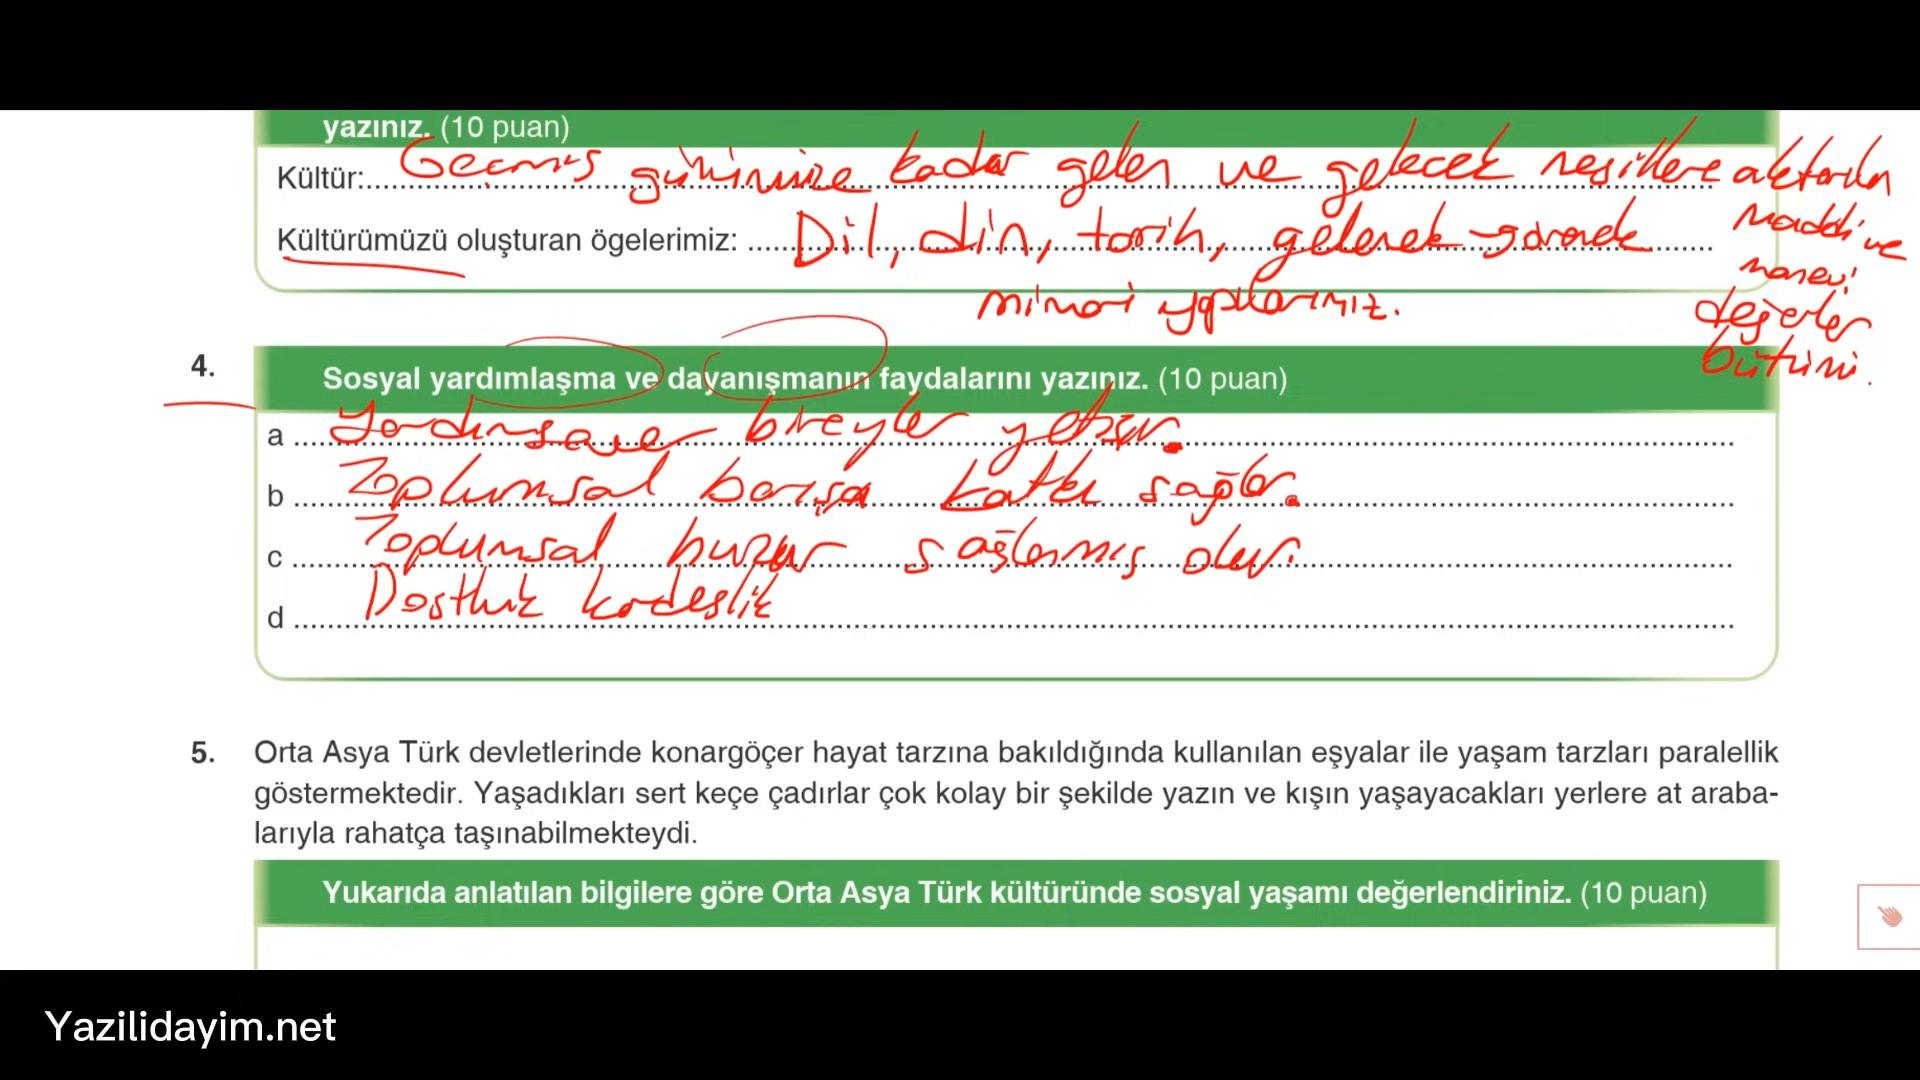 yazınız. (10 puan)
Kültür:.... Geçmiş günümüze kadar gelen ve gelecek nesillere aktarılan
maddi ve
manevi
değerler
bütünü.
Kültürümüzü oluşturan ögelerimiz: .... Dil, din, tarih, gelenek-görenek
mimari yapılarımız.
4.
Sosyal yardımlaşma ve dayanışmanın faydalarını yazınız. (10 puan)
a .... Yardımsever bireyler yetişir.
b .... Toplumsal barışa katkı sağlar.
c .... Toplumsal huzur sağlanmış olur.
d .... Dostluk kardeşlik
5. Orta Asya Türk devletlerinde konargöçer hayat tarzına bakıldığında kullanılan eşyalar ile yaşam tarzları paralellik
göstermektedir. Yaşadıkları sert keçe çadırlar çok kolay bir şekilde yazın ve kışın yaşayacakları yerlere at araba-
larıyla rahatça taşınabilmekteydi.
Yukarıda anlatılan bilgilere göre Orta Asya Türk kültüründe sosyal yaşamı değerlendiriniz. (10 puan)
Yazilidayim.net